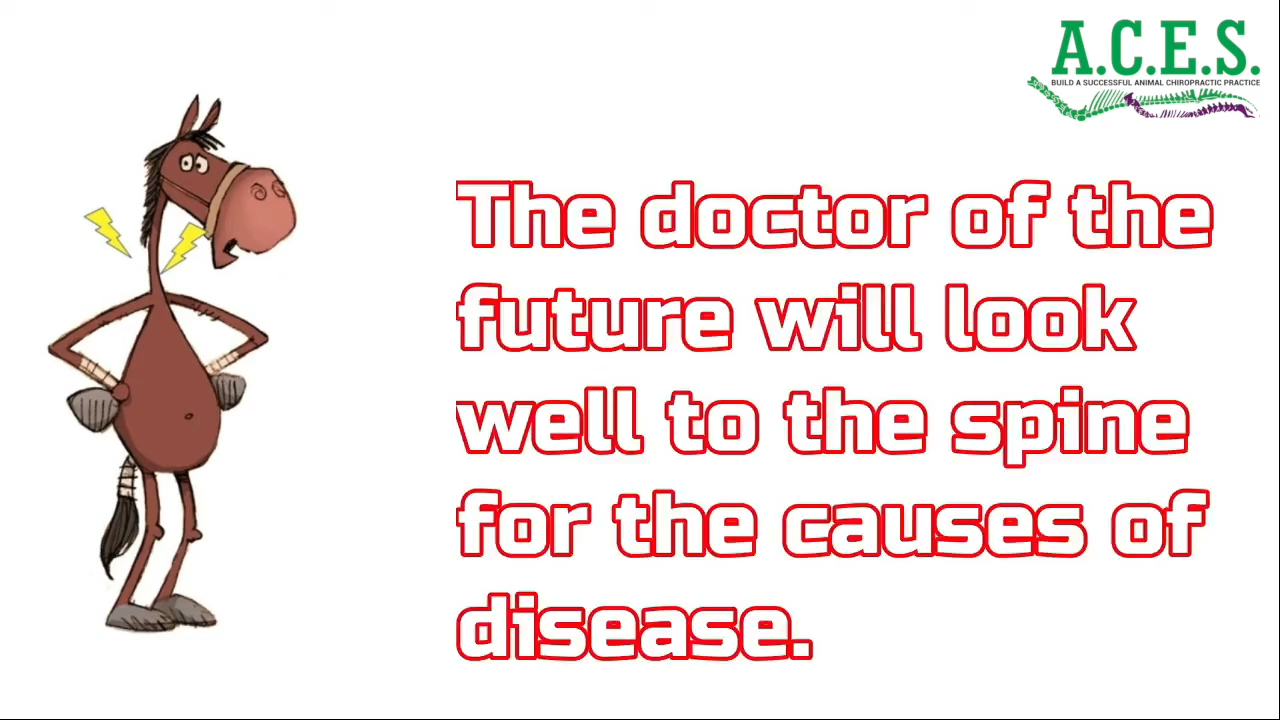 A.C.E.S.
BUILD A SUCCESSFUL ANIMAL CHIROPRACTIC PRACTICE
The doctor of the
future will look
well to the spine
for the causes of
disease.